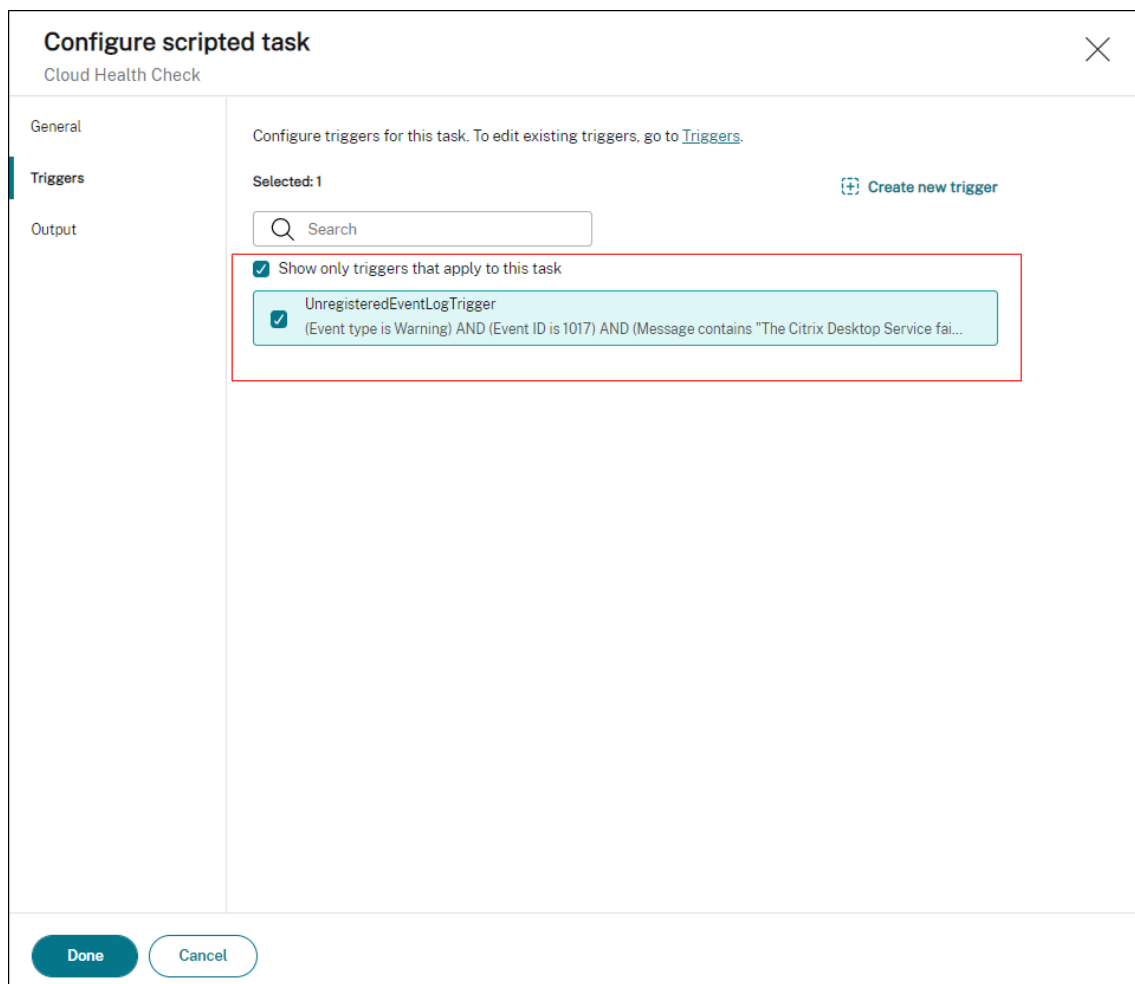 Configure scripted task
Cloud Health Check
General
Triggers
Output
Configure triggers for this task. To edit existing triggers, go to Triggers.
Selected: 1
Create new trigger
Search
Show only triggers that apply to this task
UnregisteredEventLogTrigger
(Event type is Warning) AND (Event ID is 1017) AND (Message contains "The Citrix Desktop Service fai...
Done
Cancel